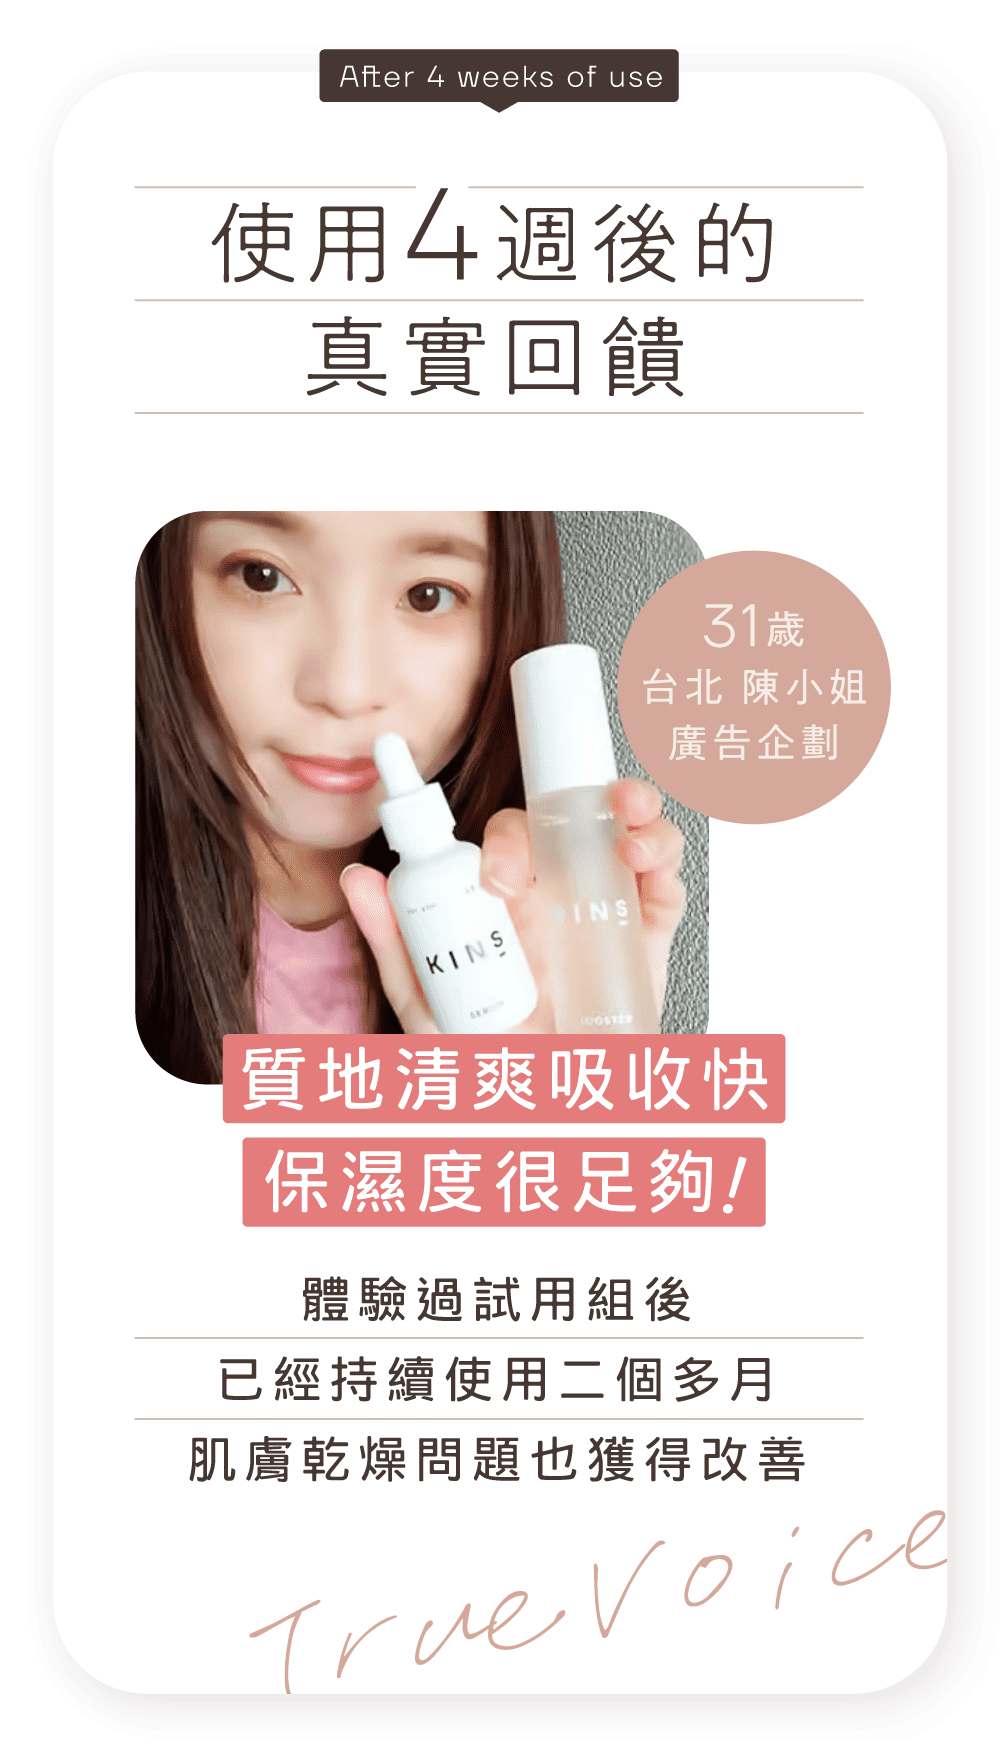 After 4 weeks of use
使用4週後的
真實回饋
31歲
台北 陳小姐
廣告企劃
KINS
SERUM
INS
BOOSTER
質地清爽吸收快
保濕度很足夠!
體驗過試用組後
已經持續使用二個多月
肌膚乾燥問題也獲得改善
True Voice